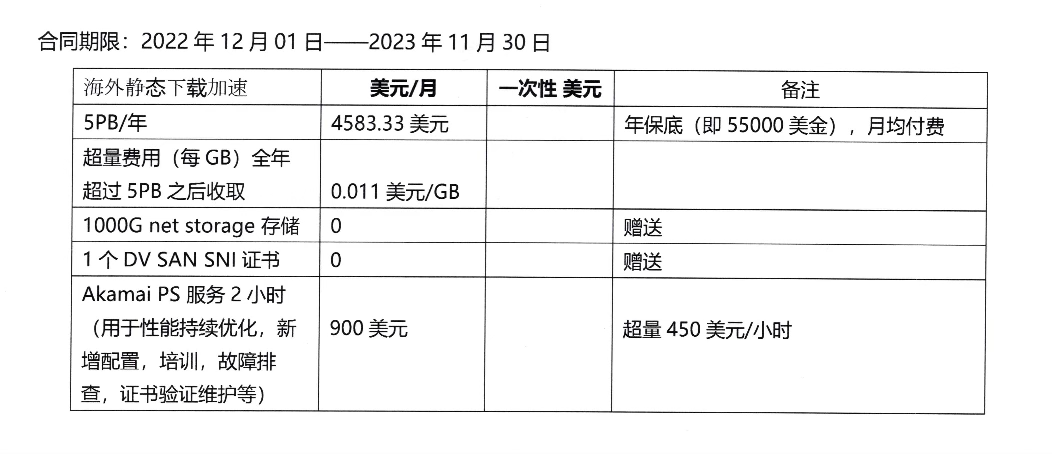 合同期限：2022 年 12 月 01 日——2023 年 11 月 30 日
海外静态下载加速 美元/月 一次性 美元 备注
5PB/年 4583.33 美元 年保底（即 55000 美金），月均付费
超量费用（每 GB）全年
超过 5PB 之后收取 0.011 美元/GB
1000G net storage 存储 0 赠送
1 个 DV SAN SNI 证书 0 赠送
Akamai PS 服务 2 小时
（用于性能持续优化，新 900 美元 超量 450 美元/小时
增配置，培训，故障排
查，证书验证维护等）